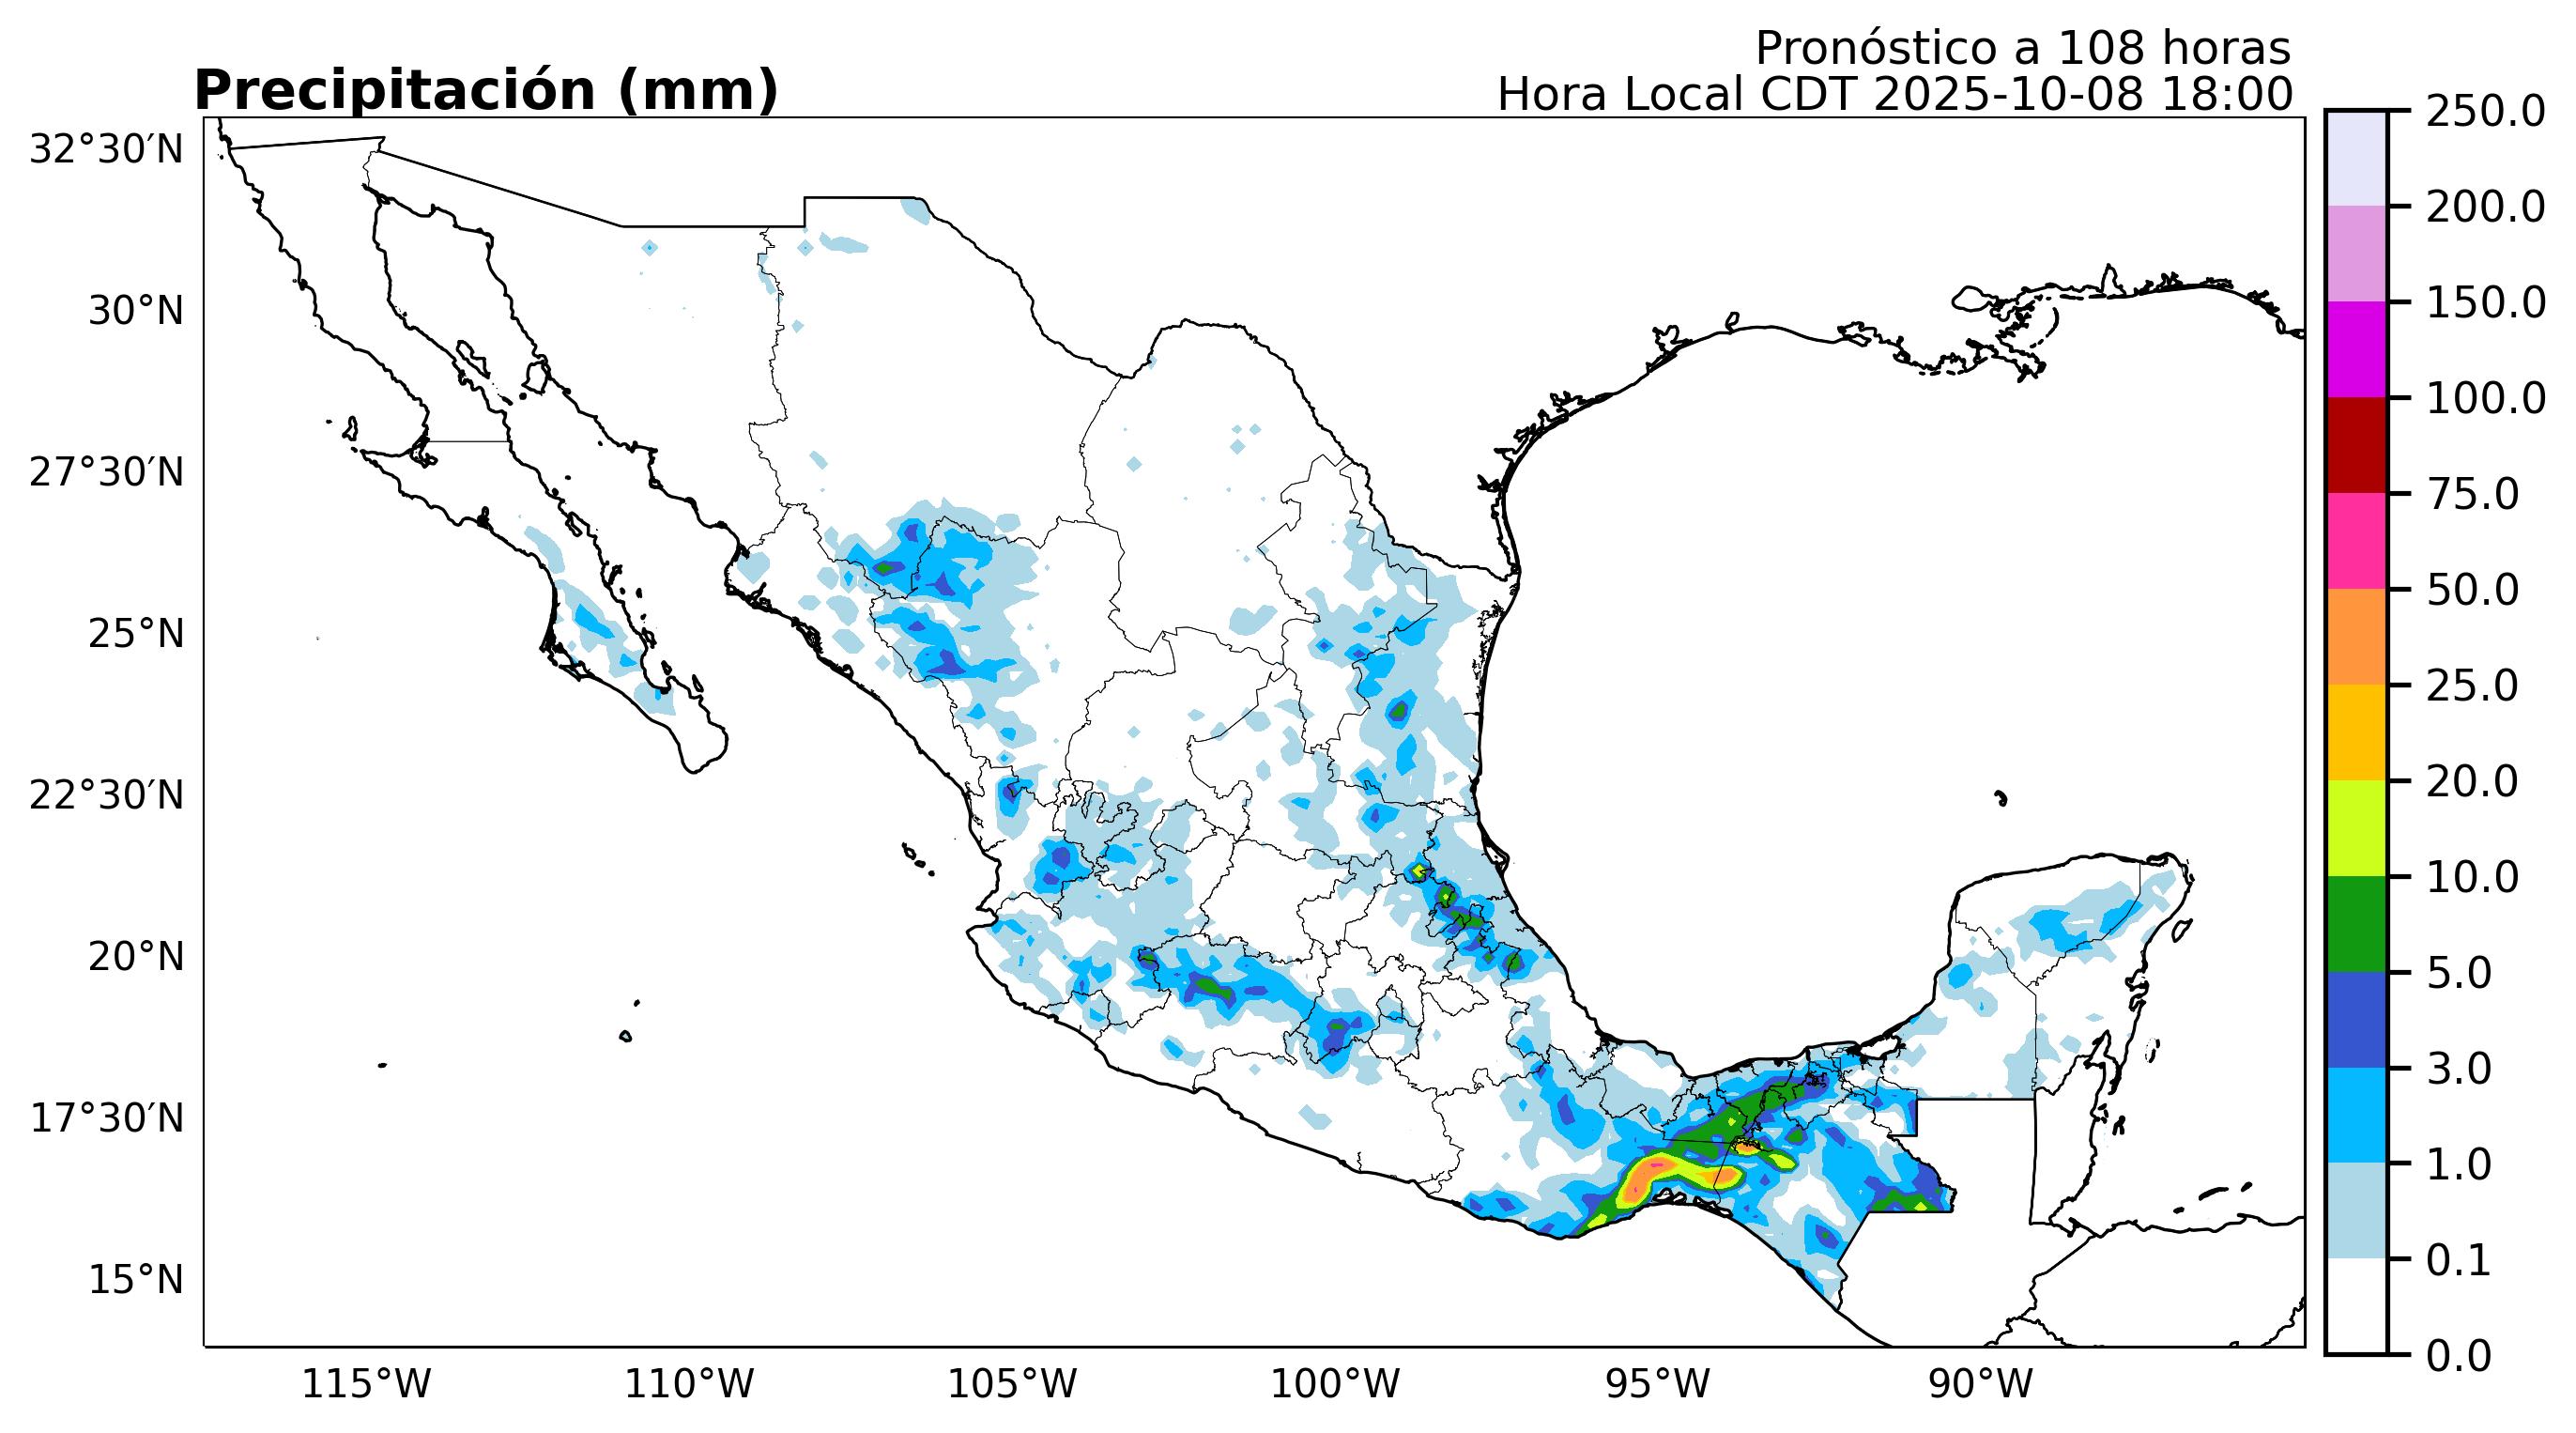 Pronóstico a 108 horas
Precipitación (mm)
Hora Local CDT 2025-10-08 18:00
32°30′N
30°N
27°30′N
25°N
22°30′N
20°N
17°30′N
15°N
115°W
110°W
105°W
100°W
95°W
90°W
250.0
200.0
150.0
100.0
75.0
50.0
25.0
20.0
10.0
5.0
3.0
1.0
0.1
0.0